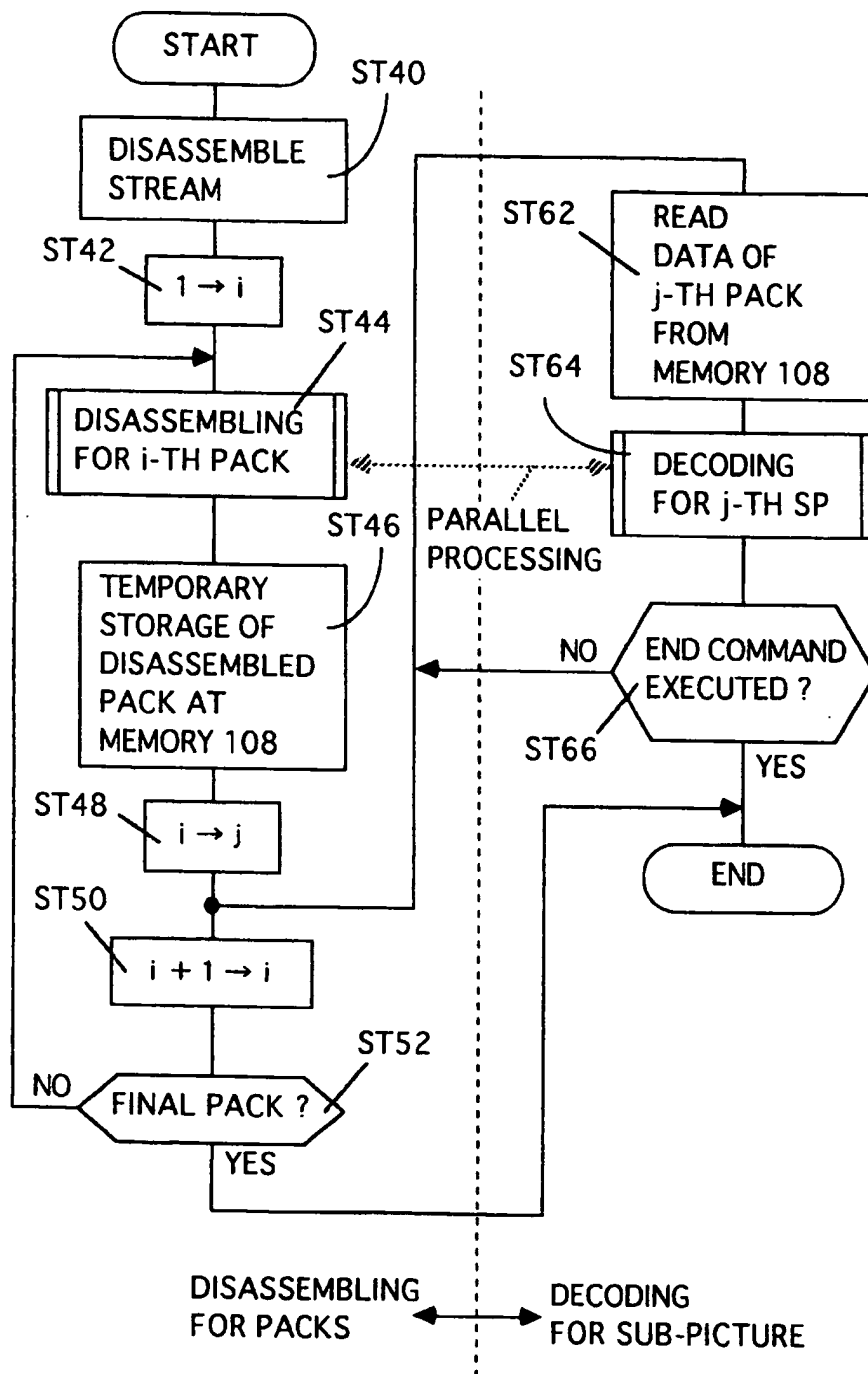 START
ST40
DISASSEMBLE
STREAM
ST42
1 → i
ST44
DISASSEMBLING
FOR i-TH PACK
ST46
TEMPORARY
STORAGE OF
DISASSEMBLED
PACK AT
MEMORY 108
ST48
i → j
ST50
i + 1 → i
ST52
FINAL PACK ?
NO
YES
ST62
READ
DATA OF
j-TH PACK
FROM
MEMORY 108
ST64
DECODING
FOR j-TH SP
PARALLEL
PROCESSING
NO
END COMMAND
EXECUTED ?
ST66
YES
END
DISASSEMBLING
FOR PACKS
DECODING
FOR SUB-PICTURE